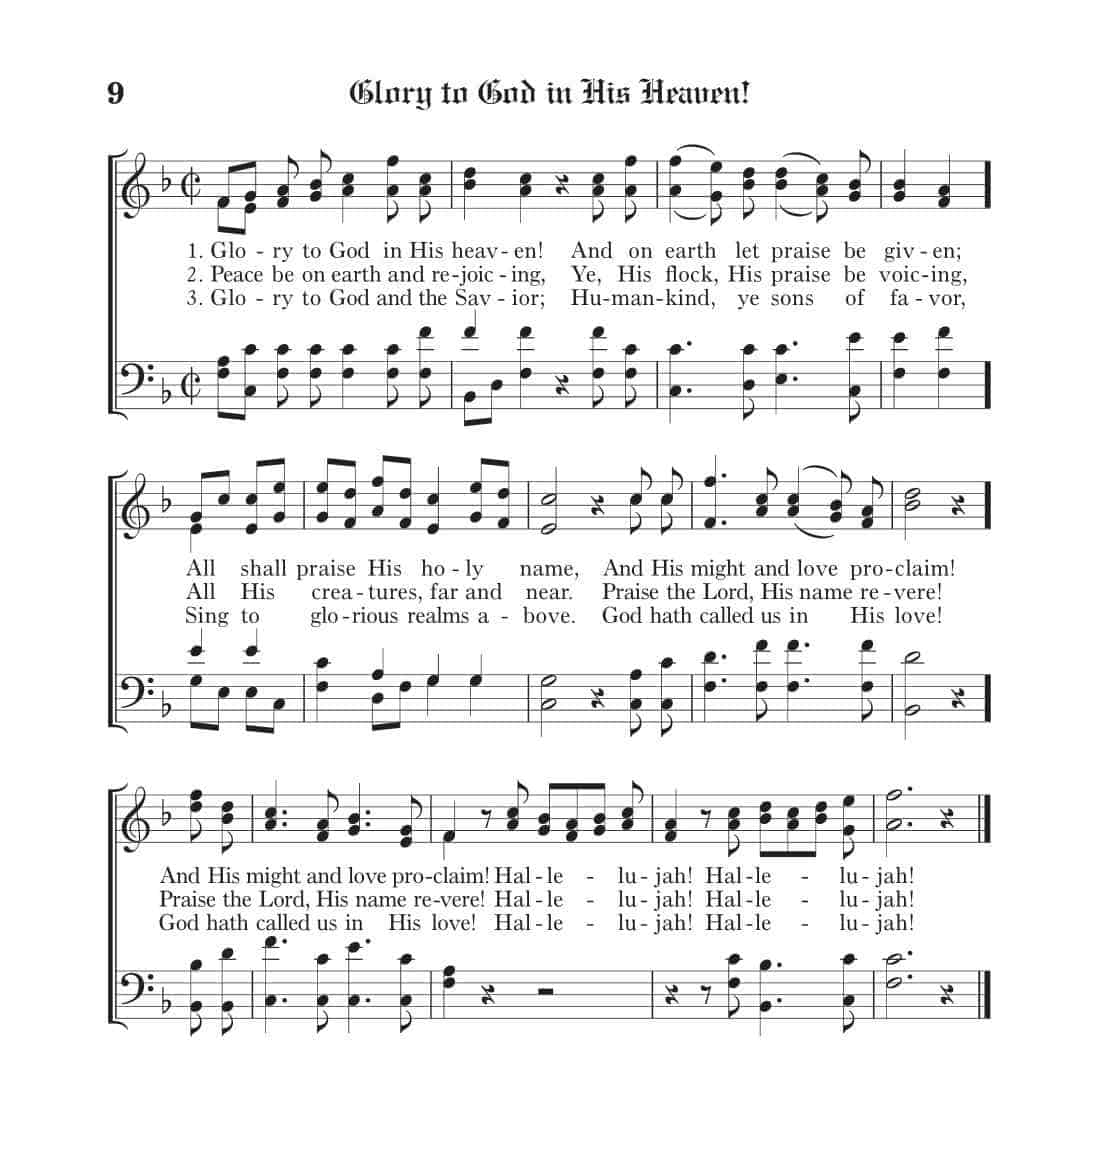 9 Glory to God in His Heaven!
1. Glo - ry to God in His heav - en! And on earth let praise be giv - en;
2. Peace be on earth and re-joic - ing, Ye, His flock, His praise be voic - ing,
3. Glo - ry to God and the Sav - ior; Hu-man-kind, ye sons of fa - vor,
All shall praise His ho - ly name, And His might and love pro-claim!
All His crea - tures, far and near. Praise the Lord, His name re-vere!
Sing to glo-rious realms a - bove. God hath called us in His love!
And His might and love pro-claim! Hal-le - lu-jah! Hal-le - lu-jah!
Praise the Lord, His name re-vere! Hal-le - lu-jah! Hal-le - lu-jah!
God hath called us in His love! Hal-le - lu-jah! Hal-le - lu-jah!